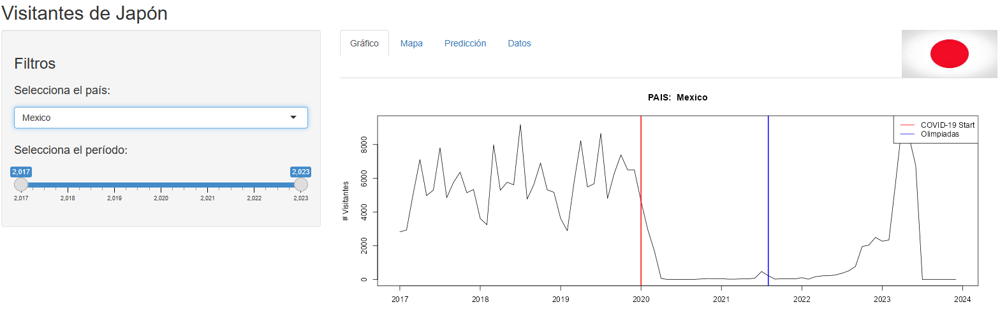 Visitantes de Japón
Filtros
Selecciona el país:
Mexico
Selecciona el período:
2,017 2,023
2,017 2,018 2,019 2,020 2,021 2,022 2,023
Gráfico Mapa Predicción Datos
PAIS: Mexico
COVID-19 Start
Olimpiadas
# Visitantes
8000
6000
4000
2000
0
2017 2018 2019 2020 2021 2022 2023 2024